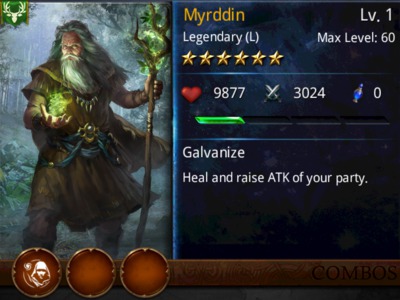 Myrddin
Lv. 1
Legendary (L)
Max Level: 60
9877
3024
0
Galvanize
Heal and raise ATK of your party.
COMBOS